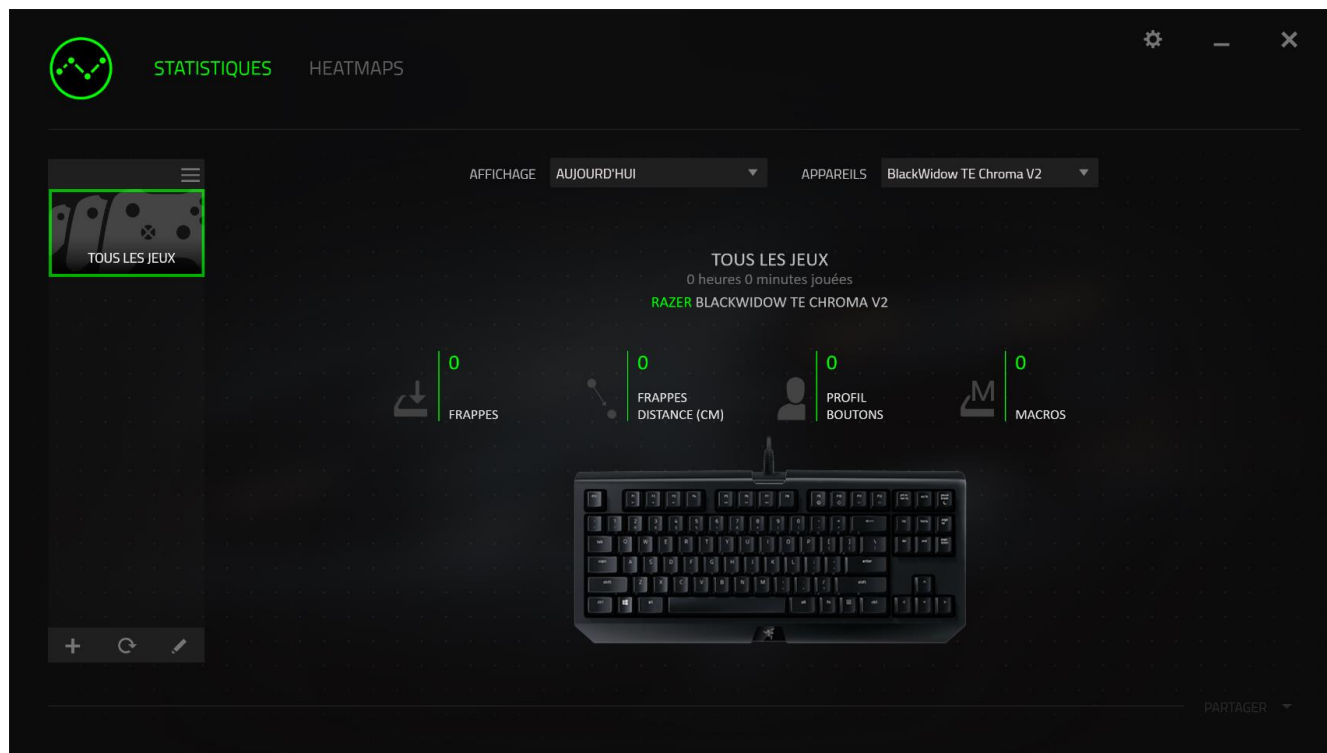 STATISTIQUES HEATMAPS
AFFICHAGE AUJOURD'HUI APPAREILS BlackWidow TE Chroma V2
TOUS LES JEUX
TOUS LES JEUX
0 heures 0 minutes jouées
RAZER BLACKWIDOW TE CHROMA V2
0 0 0 0
FRAPPES
FRAPPES
DISTANCE (CM)
PROFIL
BOUTONS
M
MACROS
PARTAGER